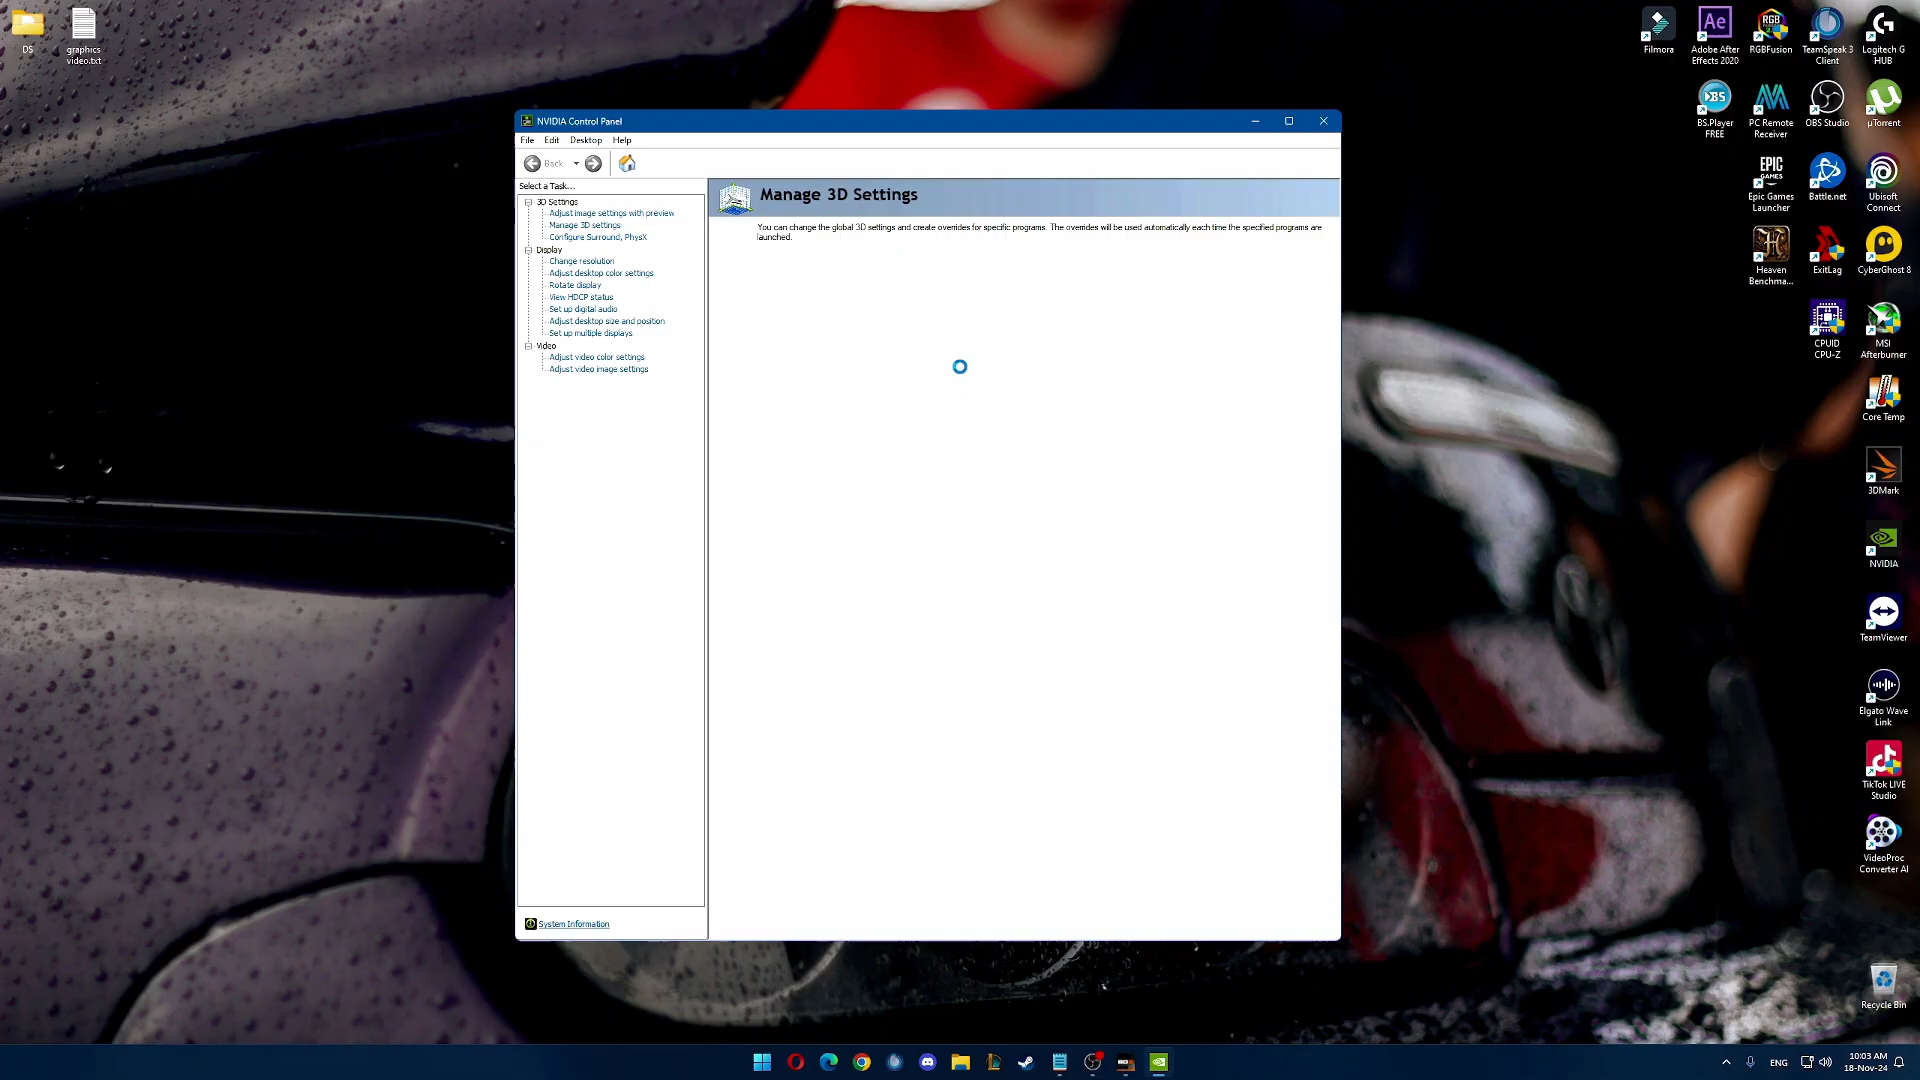 DS
graphics
video.txt
Filmora
Adobe After
Effects 2020
RGBFusion
TeamSpeak 3
Client
Logitech G
HUB
BS.Player
FREE
PC Remote
Receiver
OBS Studio
µTorrent
Epic Games
Launcher
Battle.net
Ubisoft
Connect
Heaven
Benchma...
ExitLag
CyberGhost 8
CPUID
CPU-Z
MSI
Afterburner
Core Temp
3DMark
NVIDIA
TeamViewer
Elgato Wave
Link
TikTok LIVE
Studio
VideoProc
Converter AI
Recycle Bin
NVIDIA Control Panel
File Edit Desktop Help
Back
Select a Task...
3D Settings
Adjust image settings with preview
Manage 3D settings
Configure Surround, PhysX
Display
Change resolution
Adjust desktop color settings
Rotate display
View HDCP status
Set up digital audio
Adjust desktop size and position
Set up multiple displays
Video
Adjust video color settings
Adjust video image settings
System Information
Manage 3D Settings
You can change the global 3D settings and create overrides for specific programs. The overrides will be used automatically each time the specified programs are
launched.
ENG
10:03 AM
18-Nov-24